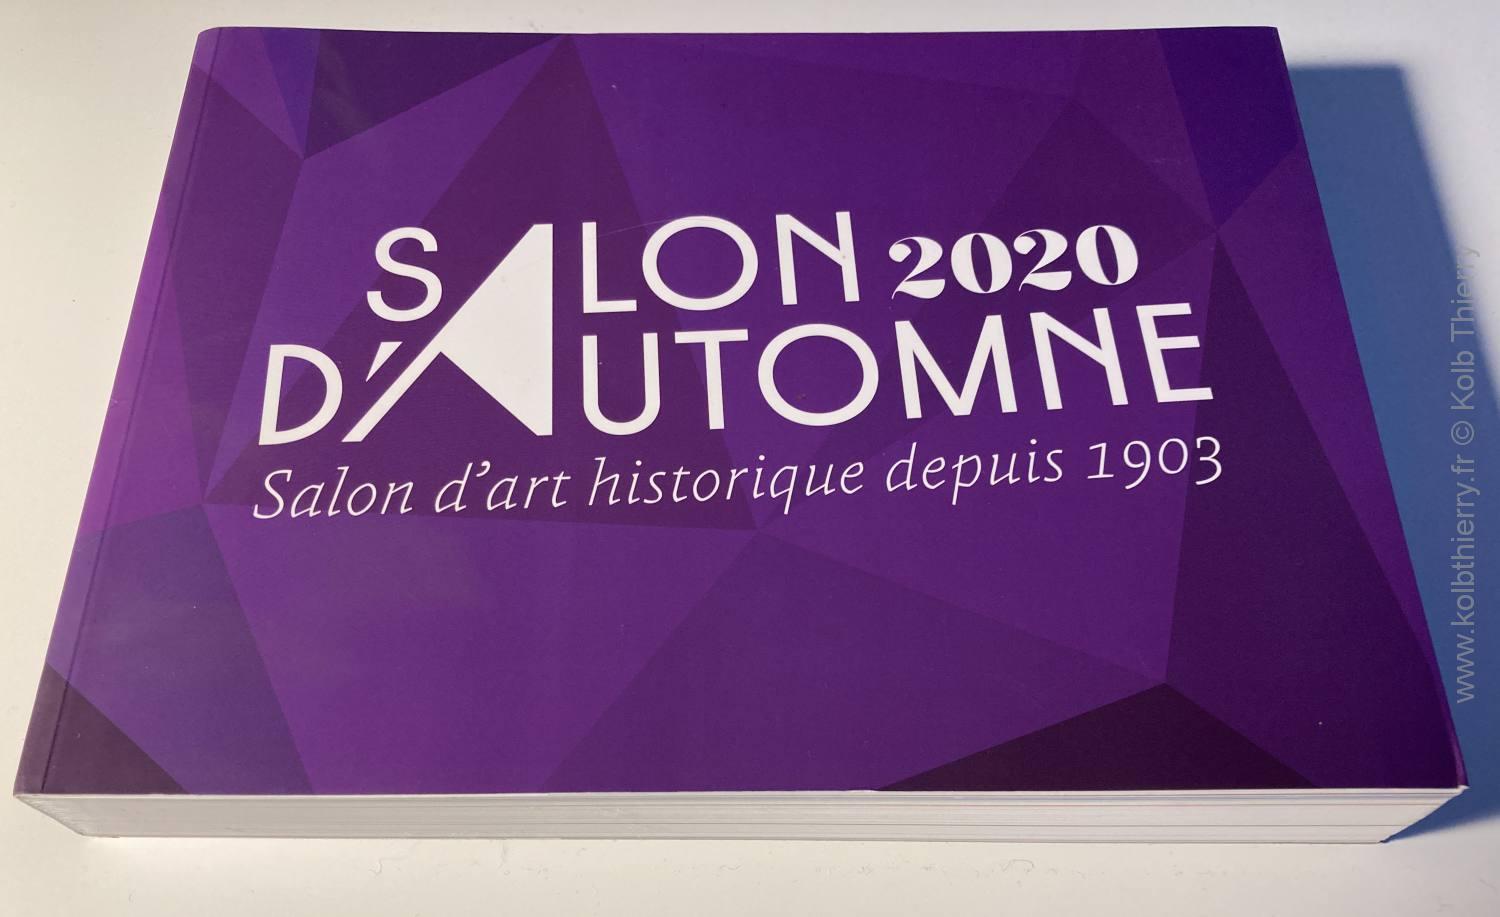 SALON 2020
D'AUTOMNE
Salon d'art historique depuis 1903
www.kolbthierry.fr © Kolb Thierry